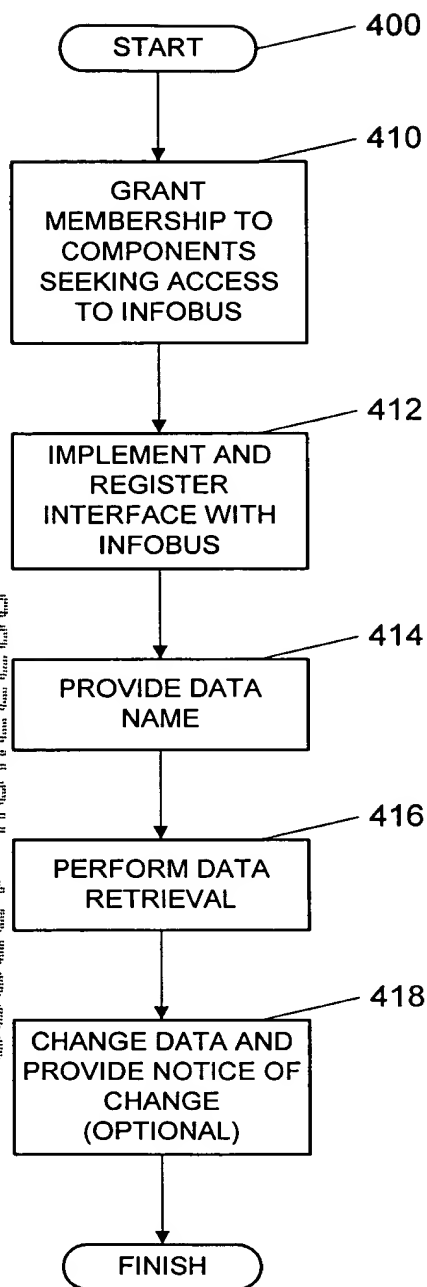 START
400
410
GRANT
MEMBERSHIP TO
COMPONENTS
SEEKING ACCESS
TO INFOBUS
412
IMPLEMENT AND
REGISTER
INTERFACE WITH
INFOBUS
414
PROVIDE DATA
NAME
416
PERFORM DATA
RETRIEVAL
418
CHANGE DATA AND
PROVIDE NOTICE OF
CHANGE
(OPTIONAL)
FINISH